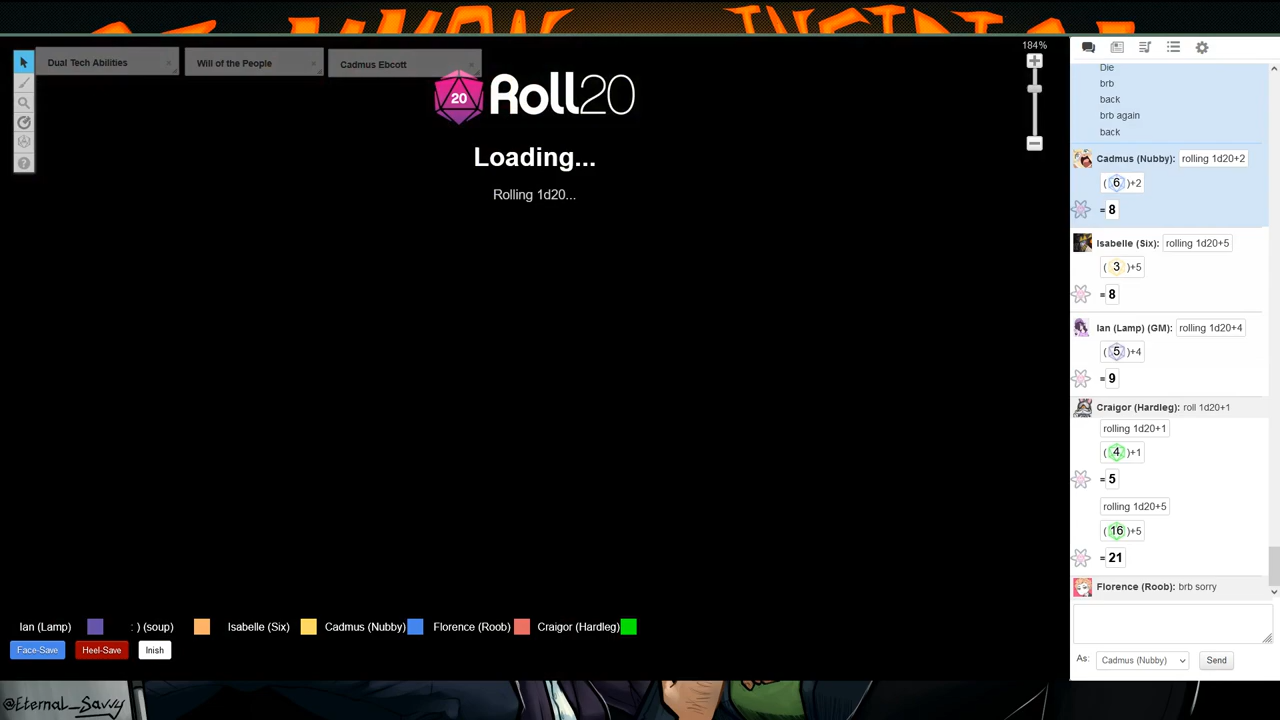 Dual Tech Abilities
Will of the People
Cadmus Ebcott
184%
20 Roll20
Loading...
Rolling 1d20...
Die
brb
back
brb again
back
Cadmus (Nubby): rolling 1d20+2
(6)+2
=8
Isabelle (Six): rolling 1d20+5
(3)+5
=8
Ian (Lamp) (GM): rolling 1d20+4
(5)+4
=9
Craigor (Hardleg): roll 1d20+1
rolling 1d20+1
(4)+1
=5
rolling 1d20+5
(16)+5
=21
Florence (Roob): brb sorry
Ian (Lamp) : ) (soup) Isabelle (Six) Cadmus (Nubby) Florence (Roob) Craigor (Hardleg)
Face-Save Heel-Save Inish
As: Cadmus (Nubby) Send
@Eternal_Savvy